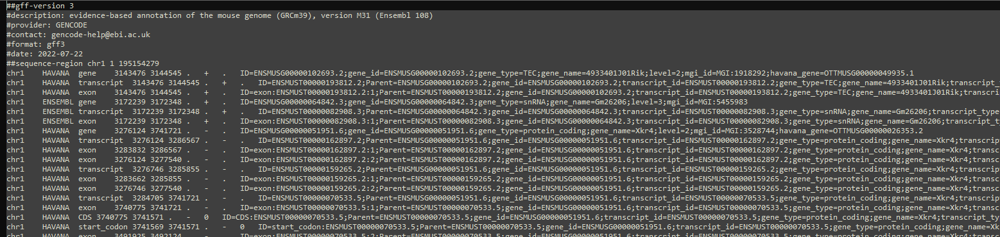 ##gff-version 3
#description: evidence-based annotation of the mouse genome (GRCm39), version M31 (Ensembl 108)
#provider: GENCODE
#contact: gencode-help@ebi.ac.uk
#format: gff3
#date: 2022-07-22
##sequence-region chr1 1 195154279
chr1 HAVANA gene 3143476 3144545 . + . ID=ENSMUSG00000102693.2;gene_id=ENSMUSG00000102693.2;gene_type=TEC;gene_name=4933401J01Rik;level=2;mgi_id=MGI:1918292;havana_gene=OTTMUSG00000049935.1
chr1 HAVANA transcript 3143476 3144545 . + . ID=ENSMUST00000193812.2;Parent=ENSMUSG00000102693.2;gene_id=ENSMUSG00000102693.2;transcript_id=ENSMUST00000193812.2;gene_type=TEC;gene_name=4933401J01Rik;transcript_
chr1 HAVANA exon 3143476 3144545 . + . ID=exon:ENSMUST00000193812.2:1;Parent=ENSMUST00000193812.2;gene_id=ENSMUSG00000102693.2;transcript_id=ENSMUST00000193812.2;gene_type=TEC;gene_name=4933401J01Rik;transcri
chr1 ENSEMBL gene 3172239 3172348 . + . ID=ENSMUSG00000064842.3;gene_id=ENSMUSG00000064842.3;gene_type=snRNA;gene_name=Gm26206;level=3;mgi_id=MGI:5455983
chr1 ENSEMBL transcript 3172239 3172348 . + . ID=ENSMUST00000082908.3;Parent=ENSMUSG00000064842.3;gene_id=ENSMUSG00000064842.3;transcript_id=ENSMUST00000082908.3;gene_type=snRNA;gene_name=Gm26206;transcript_type
chr1 ENSEMBL exon 3172239 3172348 . + . ID=exon:ENSMUST00000082908.3:1;Parent=ENSMUST00000082908.3;gene_id=ENSMUSG00000064842.3;transcript_id=ENSMUST00000082908.3;gene_type=snRNA;gene_name=Gm26206;transcript_t
chr1 HAVANA gene 3276124 3741721 . - . ID=ENSMUSG00000051951.6;gene_id=ENSMUSG00000051951.6;gene_type=protein_coding;gene_name=Xkr4;level=2;mgi_id=MGI:3528744;havana_gene=OTTMUSG00000026353.2
chr1 HAVANA transcript 3276124 3286567 . - . ID=ENSMUST00000162897.2;Parent=ENSMUSG00000051951.6;gene_id=ENSMUSG00000051951.6;transcript_id=ENSMUST00000162897.2;gene_type=protein_coding;gene_name=Xkr4;transcrip
chr1 HAVANA exon 3283832 3286567 . - . ID=exon:ENSMUST00000162897.2:1;Parent=ENSMUST00000162897.2;gene_id=ENSMUSG00000051951.6;transcript_id=ENSMUST00000162897.2;gene_type=protein_coding;gene_name=Xkr4;transc
chr1 HAVANA exon 3276124 3277540 . - . ID=exon:ENSMUST00000162897.2:2;Parent=ENSMUST00000162897.2;gene_id=ENSMUSG00000051951.6;transcript_id=ENSMUST00000162897.2;gene_type=protein_coding;gene_name=Xkr4;transc
chr1 HAVANA transcript 3276746 3285855 . - . ID=ENSMUST00000159265.2;Parent=ENSMUSG00000051951.6;gene_id=ENSMUSG00000051951.6;transcript_id=ENSMUST00000159265.2;gene_type=protein_coding;gene_name=Xkr4;transcrip
chr1 HAVANA exon 3283662 3285855 . - . ID=exon:ENSMUST00000159265.2:1;Parent=ENSMUST00000159265.2;gene_id=ENSMUSG00000051951.6;transcript_id=ENSMUST00000159265.2;gene_type=protein_coding;gene_name=Xkr4;transc
chr1 HAVANA exon 3276746 3277540 . - . ID=exon:ENSMUST00000159265.2:2;Parent=ENSMUST00000159265.2;gene_id=ENSMUSG00000051951.6;transcript_id=ENSMUST00000159265.2;gene_type=protein_coding;gene_name=Xkr4;transc
chr1 HAVANA transcript 3284705 3741721 . - . ID=ENSMUST00000070533.5;Parent=ENSMUSG00000051951.6;gene_id=ENSMUSG00000051951.6;transcript_id=ENSMUST00000070533.5;gene_type=protein_coding;gene_name=Xkr4;transcrip
chr1 HAVANA exon 3740775 3741721 . - . ID=exon:ENSMUST00000070533.5:1;Parent=ENSMUST00000070533.5;gene_id=ENSMUSG00000051951.6;transcript_id=ENSMUST00000070533.5;gene_type=protein_coding;gene_name=Xkr4;transc
chr1 HAVANA CDS 3740775 3741571 . - 0 ID=CDS:ENSMUST00000070533.5;Parent=ENSMUST00000070533.5;gene_id=ENSMUSG00000051951.6;transcript_id=ENSMUST00000070533.5;gene_type=protein_coding;gene_name=Xkr4;transcript_ty
chr1 HAVANA start_codon 3741569 3741571 . - 0 ID=start_codon:ENSMUST00000070533.5;Parent=ENSMUST00000070533.5;gene_id=ENSMUSG00000051951.6;transcript_id=ENSMUST00000070533.5;gene_type=protein_coding;gene_name=Xkr4
chr1 HAVANA exon 3491925 3492124 . - . ID=exon:ENSMUST00000070533.5:2;Parent=ENSMUST00000070533.5;gene_id=ENSMUSG00000051951.6;transcript_id=ENSMUST00000070533.5;gene_type=protein_coding;gene_name=Xkr4;transc